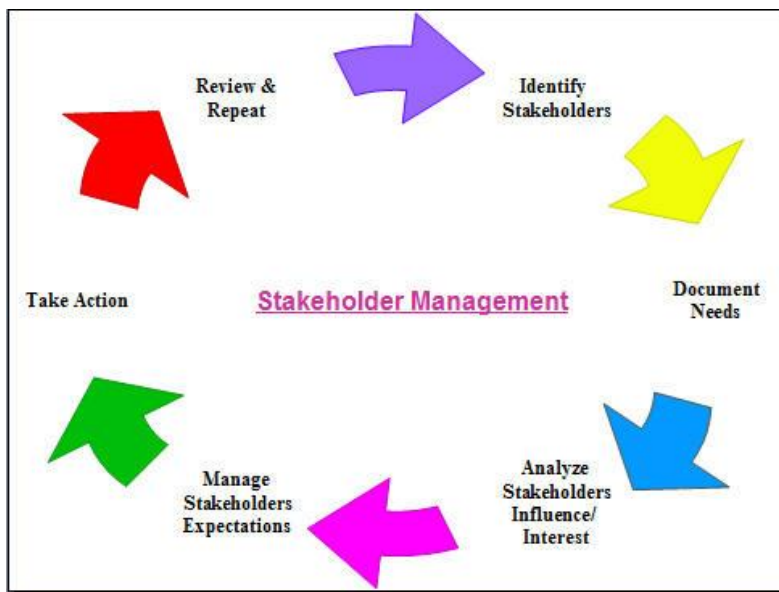 Review &
Repeat
Identify
Stakeholders
Take Action
Stakeholder Management
Document
Needs
Manage
Stakeholders
Expectations
Analyze
Stakeholders
Influence/
Interest